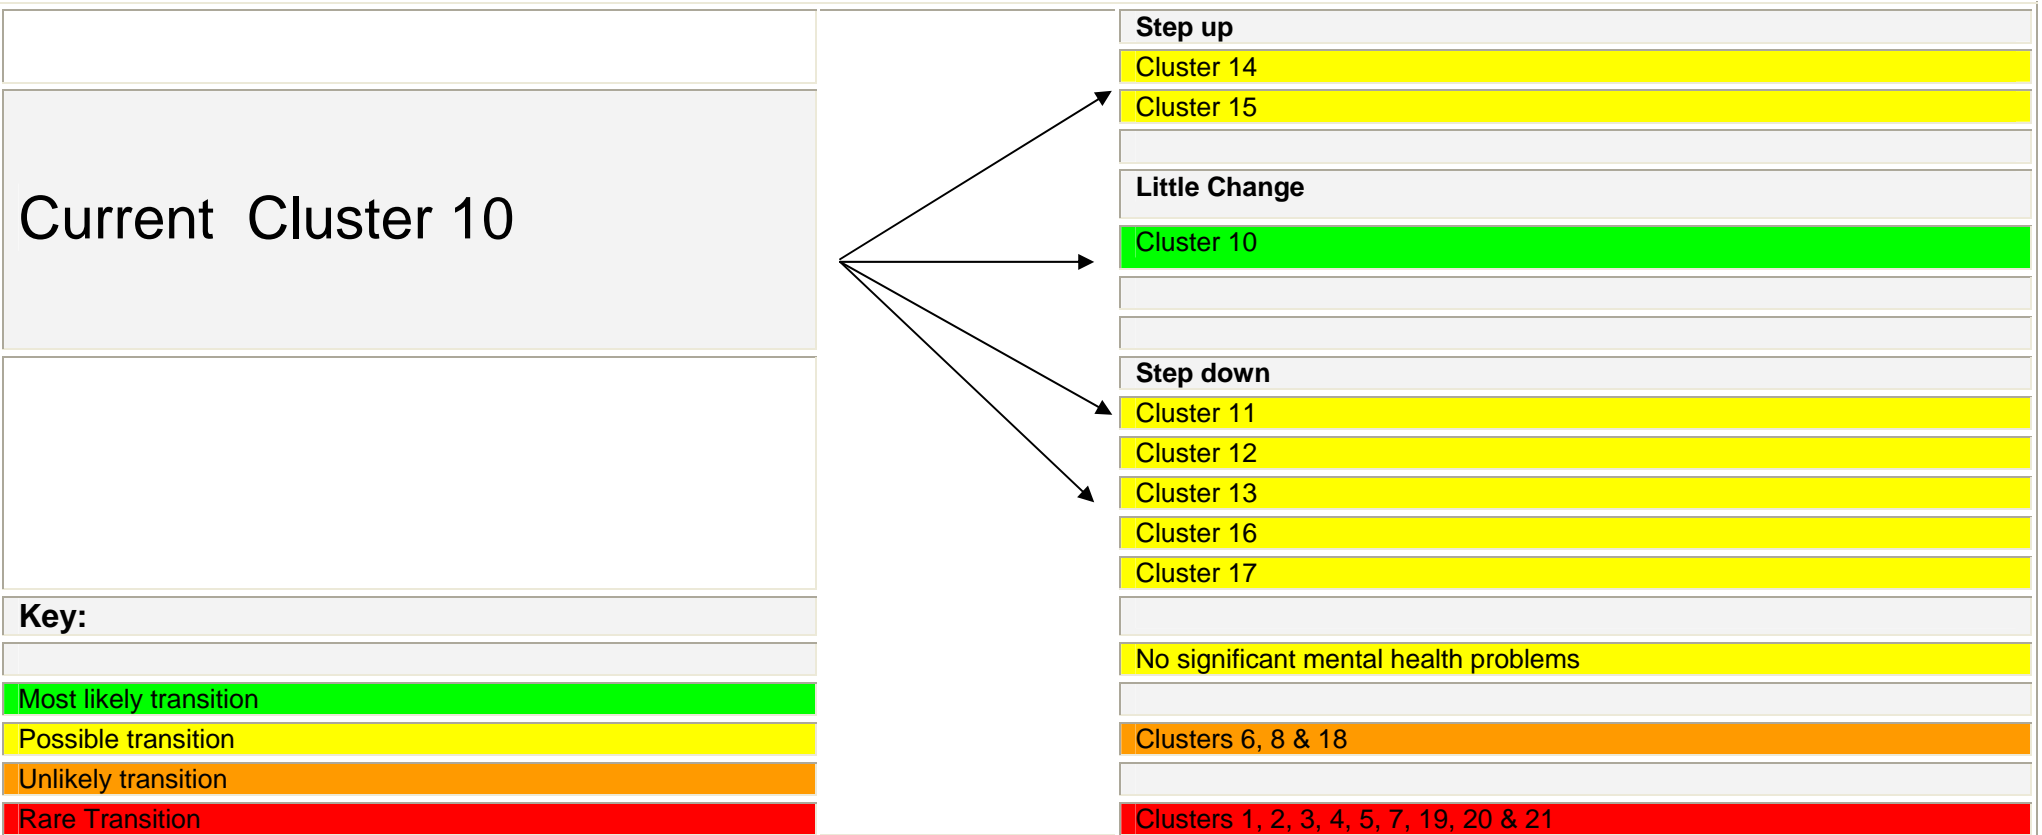 Step up
Cluster 14
Cluster 15
Current  Cluster 10
Little Change
Cluster 10
Step down
Cluster 11
Cluster 12
Cluster 13
Cluster 16
Cluster 17
Key:
No significant mental health problems
Most likely transition
Possible transition
Clusters 6, 8 & 18
Unlikely transition
Rare Transition
Clusters 1, 2, 3, 4, 5, 7, 19, 20 & 21